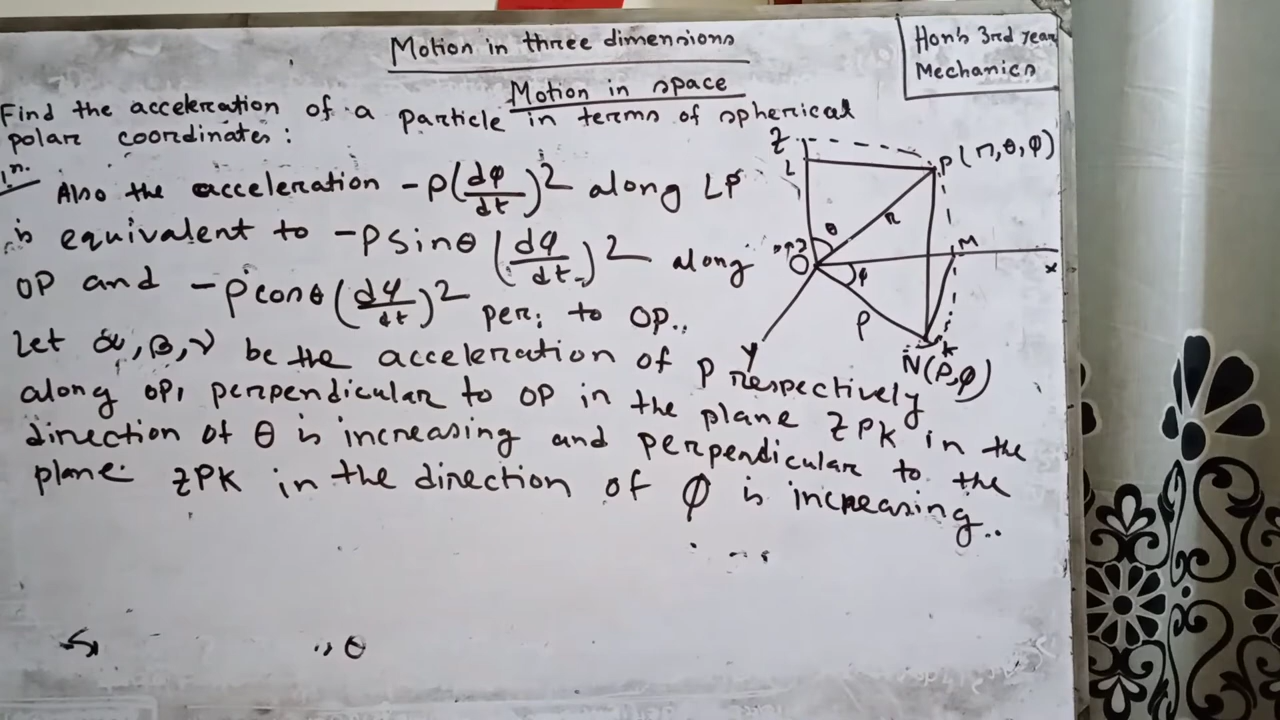 Motion in three dimensions
Hon's 3rd year
Mechanics
Motion in space
Find the acceleration of a particle in terms of spherical
polar coordinates:
Also the acceleration -ρ(dφ/dt)2 along LP
is equivalent to -ρsinθ (dφ/dt)2 along
OP and -ρcosθ(dφ/dt)2 per: to OP..
Let α, β, ν be the acceleration of P respectively
along OP, perpendicular to OP in the plane ZPK in the
direction of θ is increasing and perpendicular to the
plane ZPK in the direction of φ is increasing..
Z
L
P(r,θ,φ)
θ
r
O
φ
M
x
ρ
Y
N(ρ,φ)
θ